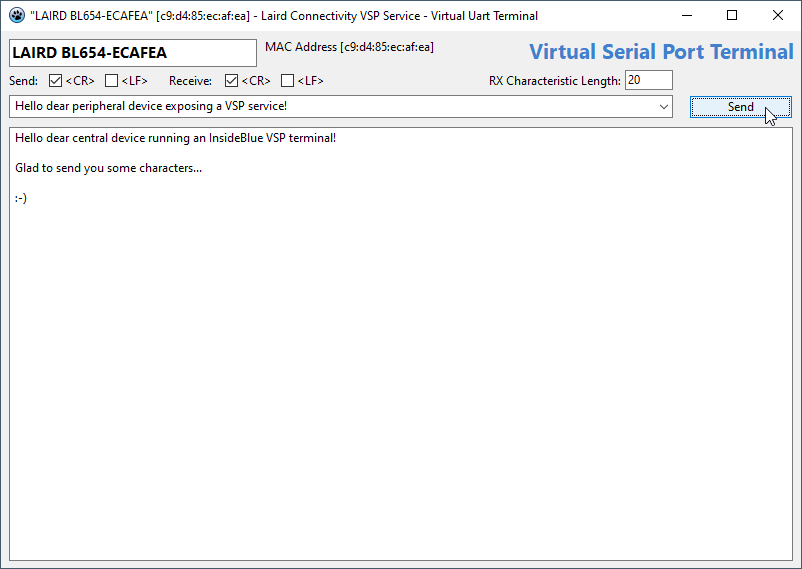 "LAIRD BL654-ECAFEA" [c9:d4:85:ec:af:ea] - Laird Connectivity VSP Service - Virtual Uart Terminal
LAIRD BL654-ECAFEA
MAC Address [c9:d4:85:ec:af:ea]
Virtual Serial Port Terminal
Send: <CR> <LF> Receive: <CR> <LF> RX Characteristic Length: 20
Hello dear peripheral device exposing a VSP service!
Send
Hello dear central device running an InsideBlue VSP terminal!
Glad to send you some characters...
:-)